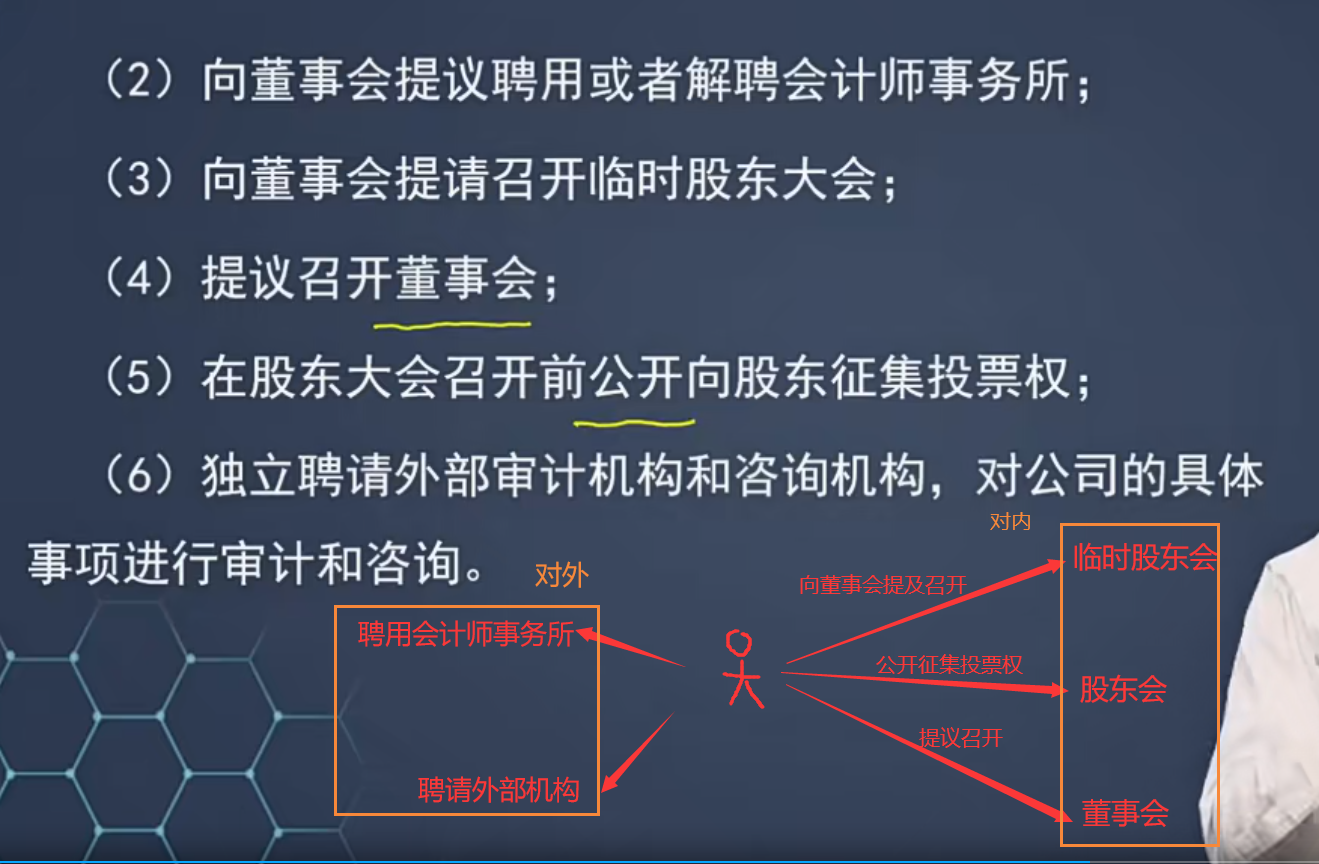 （2）向董事会提议聘用或者解聘会计师事务所；
（3）向董事会提请召开临时股东大会；
（4）提议召开董事会；
（5）在股东大会召开前公开向股东征集投票权；
（6）独立聘请外部审计机构和咨询机构，对公司的具体
事项进行审计和咨询。
对外
聘用会计师事务所
聘请外部机构
对内
向董事会提及召开
临时股东会
公开征集投票权
股东会
提议召开
董事会